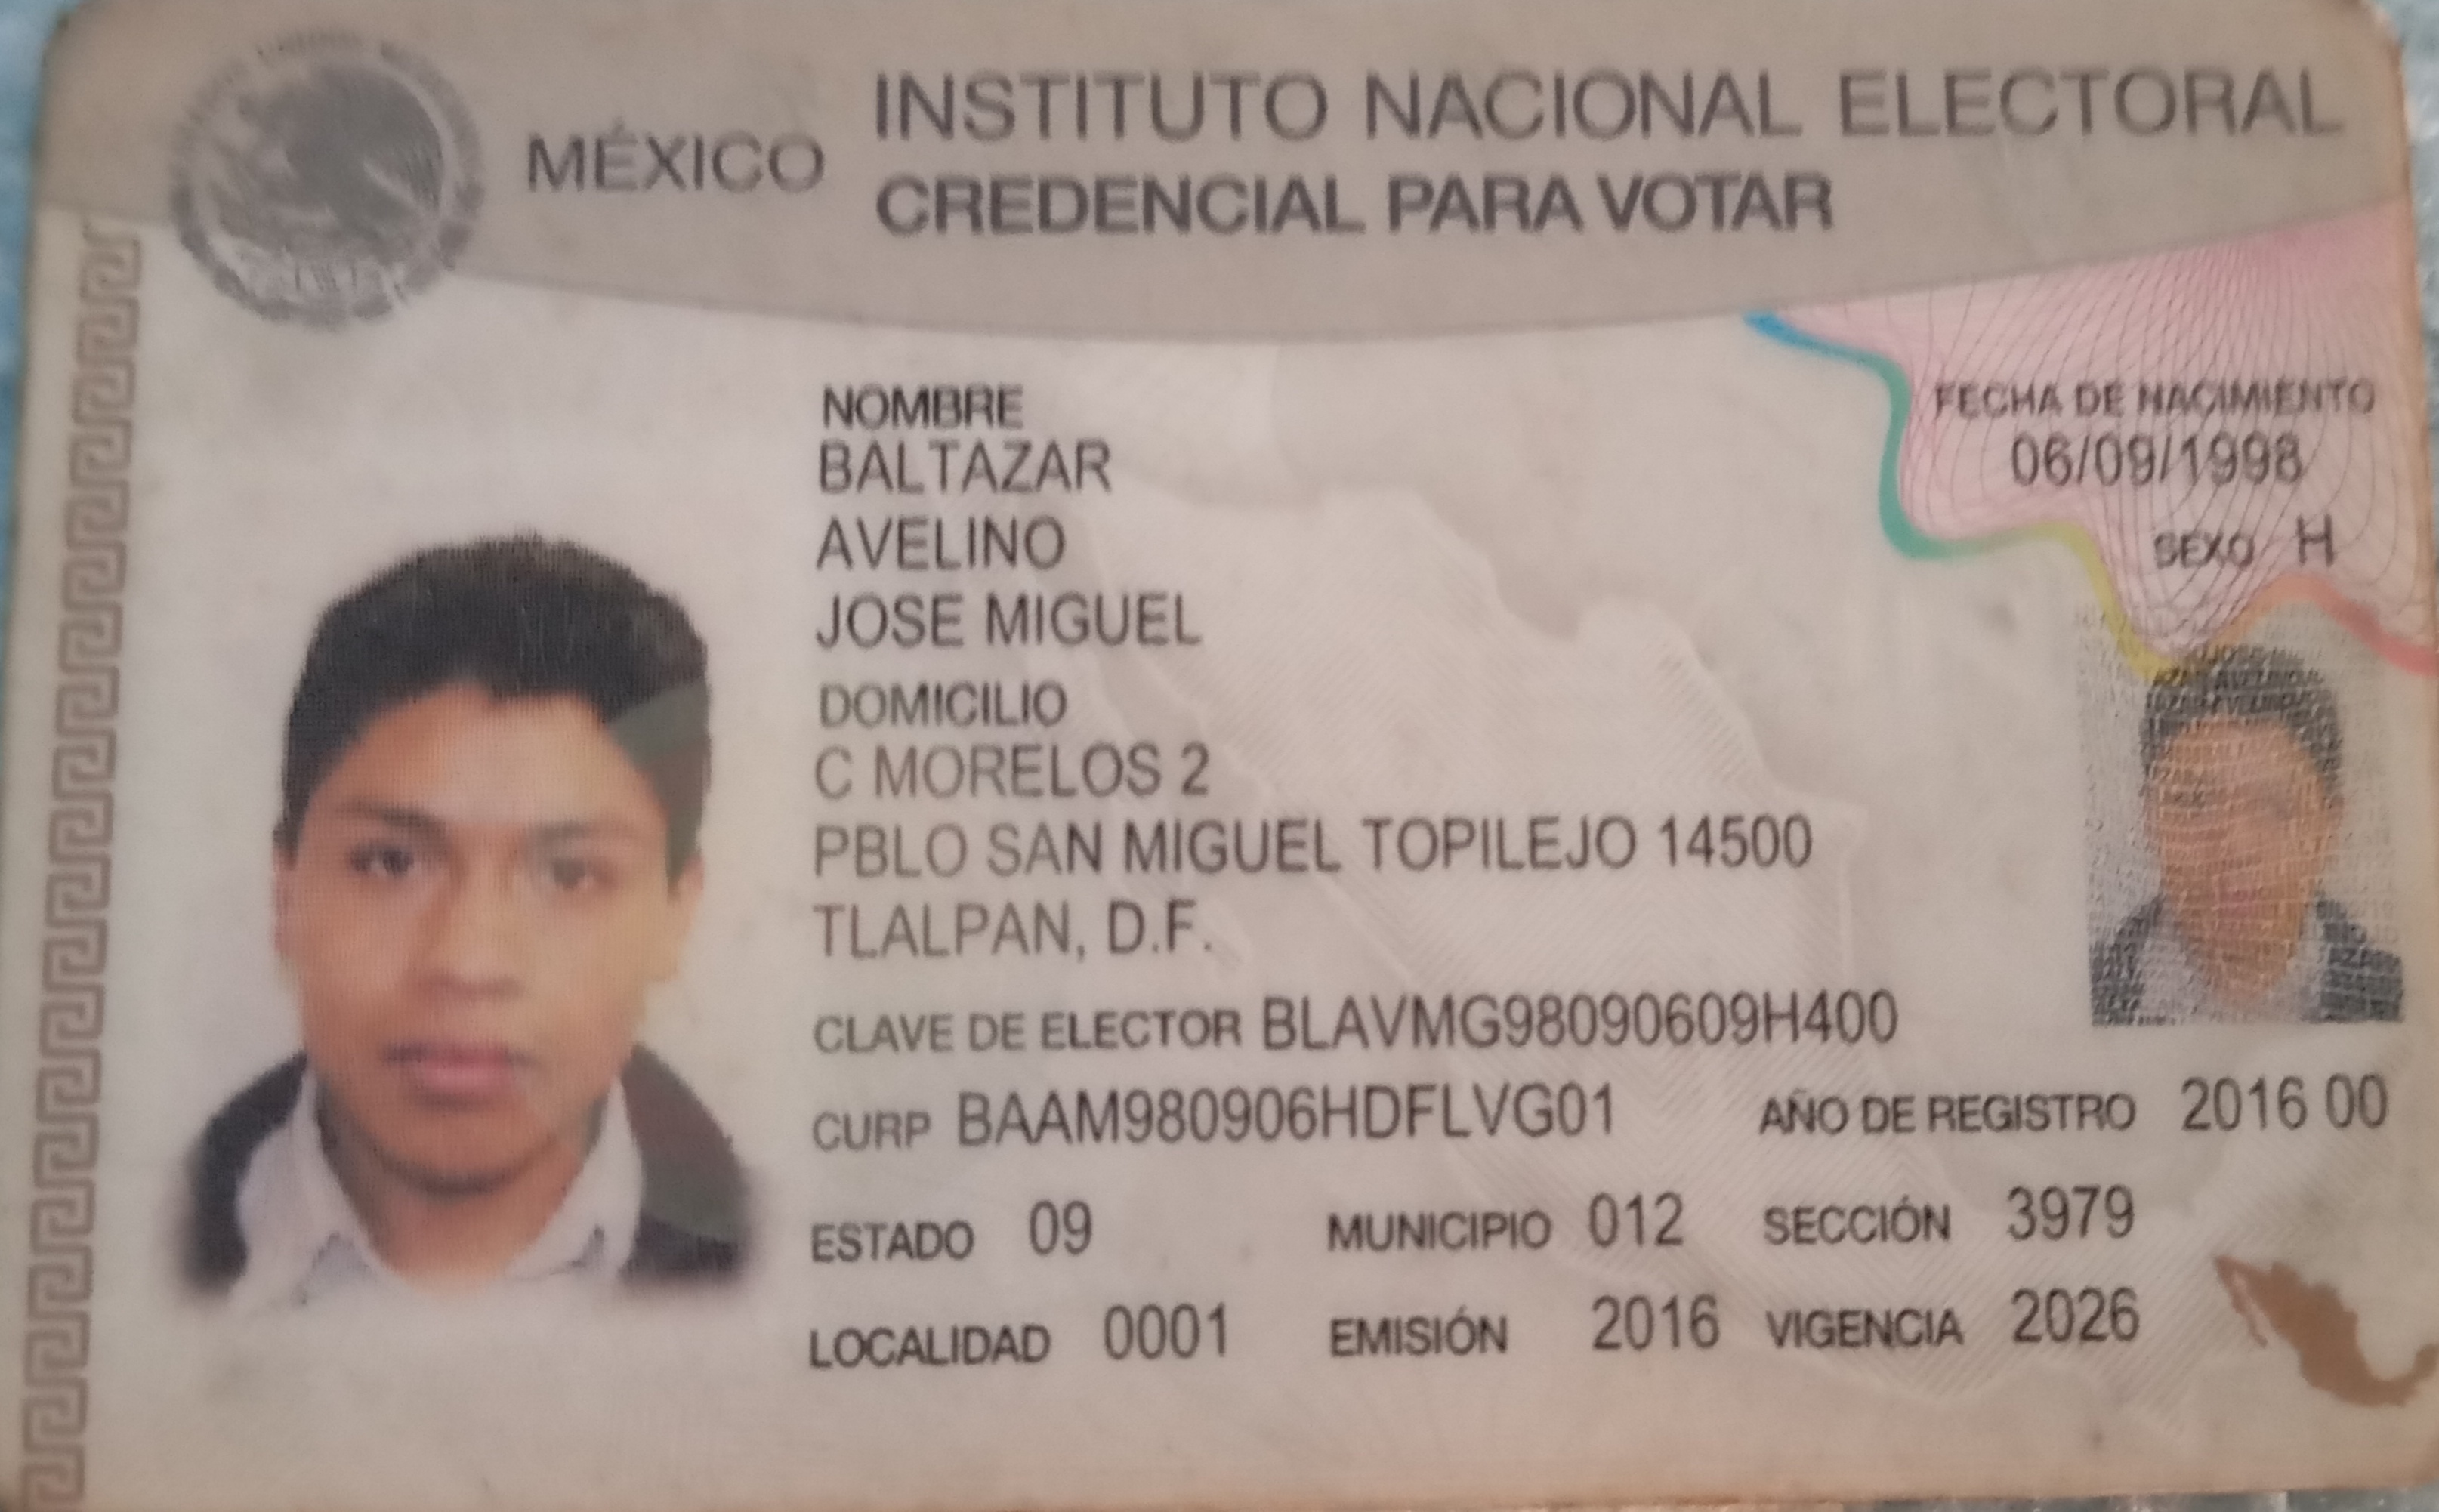 MÉXICO
INSTITUTO NACIONAL ELECTORAL
CREDENCIAL PARA VOTAR
NOMBRE
BALTAZAR
AVELINO
JOSE MIGUEL
FECHA DE NACIMIENTO
06/09/1998
SEXO H
DOMICILIO
C MORELOS 2
PBLO SAN MIGUEL TOPILEJO 14500
TLALPAN, D.F.
CLAVE DE ELECTOR BLAVMG98090609H400
CURP BAAM980906HDFLVG01
AÑO DE REGISTRO 2016 00
ESTADO 09
MUNICIPIO 012
SECCIÓN 3979
LOCALIDAD 0001
EMISIÓN 2016
VIGENCIA 2026